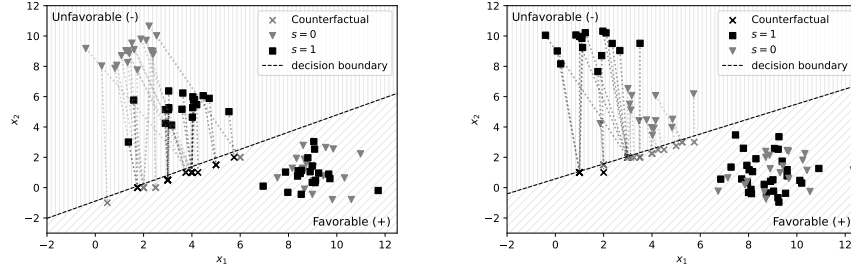 12
10
8
6
4
2
0
−2
x₂
−2 0 2 4 6 8 10 12
x₁
Unfavorable (-)
Counterfactual
s = 0
s = 1
decision boundary
Favorable (+)
12
10
8
6
4
2
0
−2
x₂
−2 0 2 4 6 8 10 12
x₁
Unfavorable (-)
Counterfactual
s = 1
s = 0
decision boundary
Favorable (+)